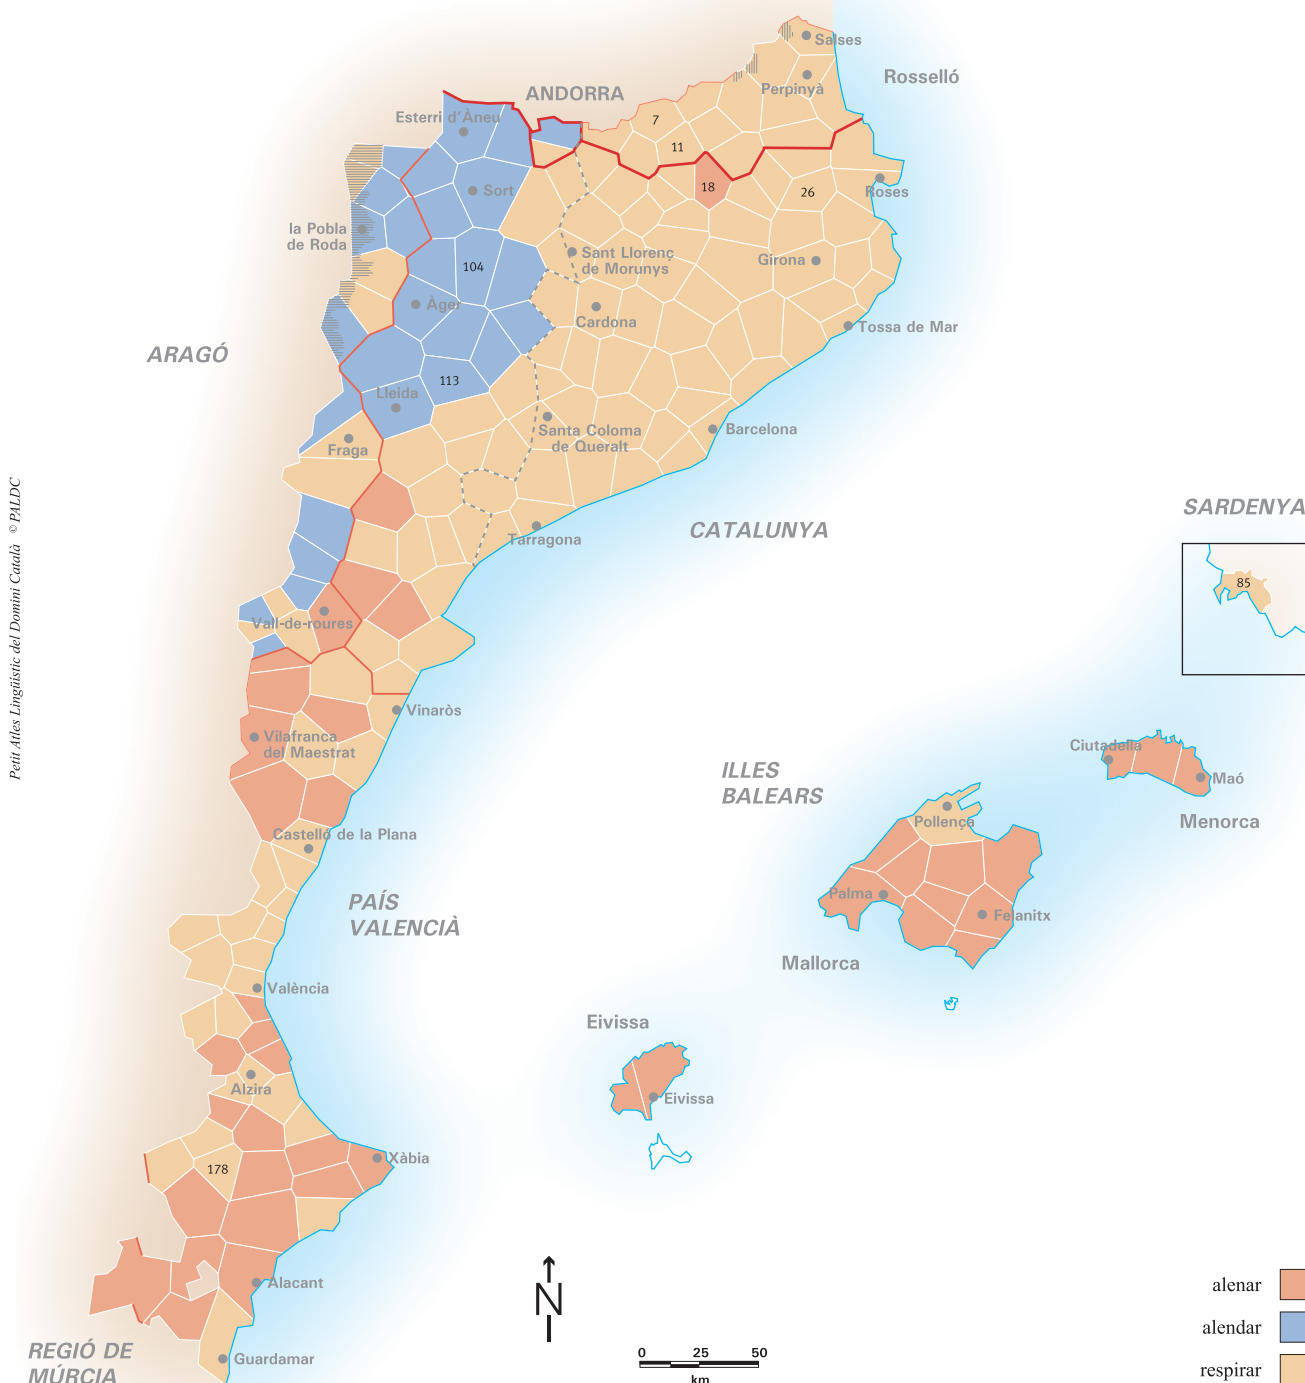 Salses
Rosselló
Perpinyà
ANDORRA
Esterri d'Àneu
7
11
18
26
Roses
Sort
la Pobla
de Roda
104
Sant Llorenç
de Morunys
Girona
Àger
Cardona
Tossa de Mar
ARAGÓ
113
Lleida
Santa Coloma
de Queralt
Barcelona
Fraga
CATALUNYA
Tarragona
SARDENYA
85
Petit Atles Lingüístic del Domini Català © PALDC
Vall-de-roures
Vinaròs
Vilafranca
del Maestrat
ILLES
BALEARS
Ciutadella
Maó
Menorca
Pollença
Castelló de la Plana
PAÍS
VALENCIÀ
Palma
Felanitx
Mallorca
València
Eivissa
Alzira
Eivissa
Xàbia
178
Alacant
N
alenar
alendar
respirar
REGIÓ DE
MÚRCIA
Guardamar
0 25 50
km